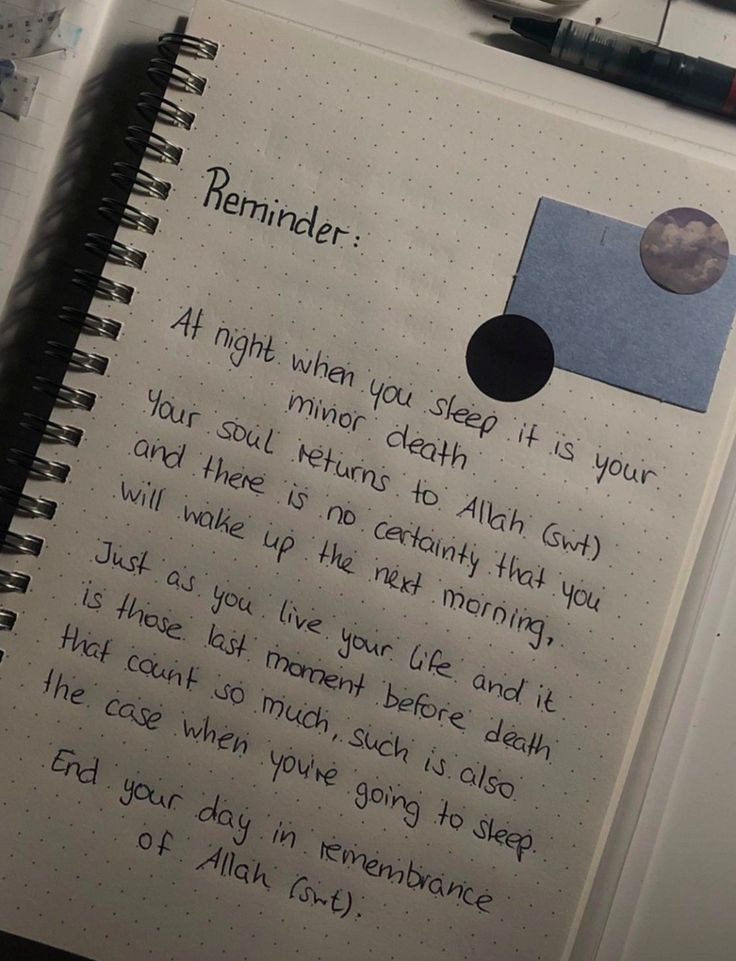 Reminder:
At night when you sleep it is your
minor death
Your soul returns to Allah (swt)
and there is no certainty that you
will wake up the next morning,
Just as you live your life and it
is those last moment before death
that count so much, such is also
the case when you're going to sleep.
End your day in remembrance
of Allah (swt).